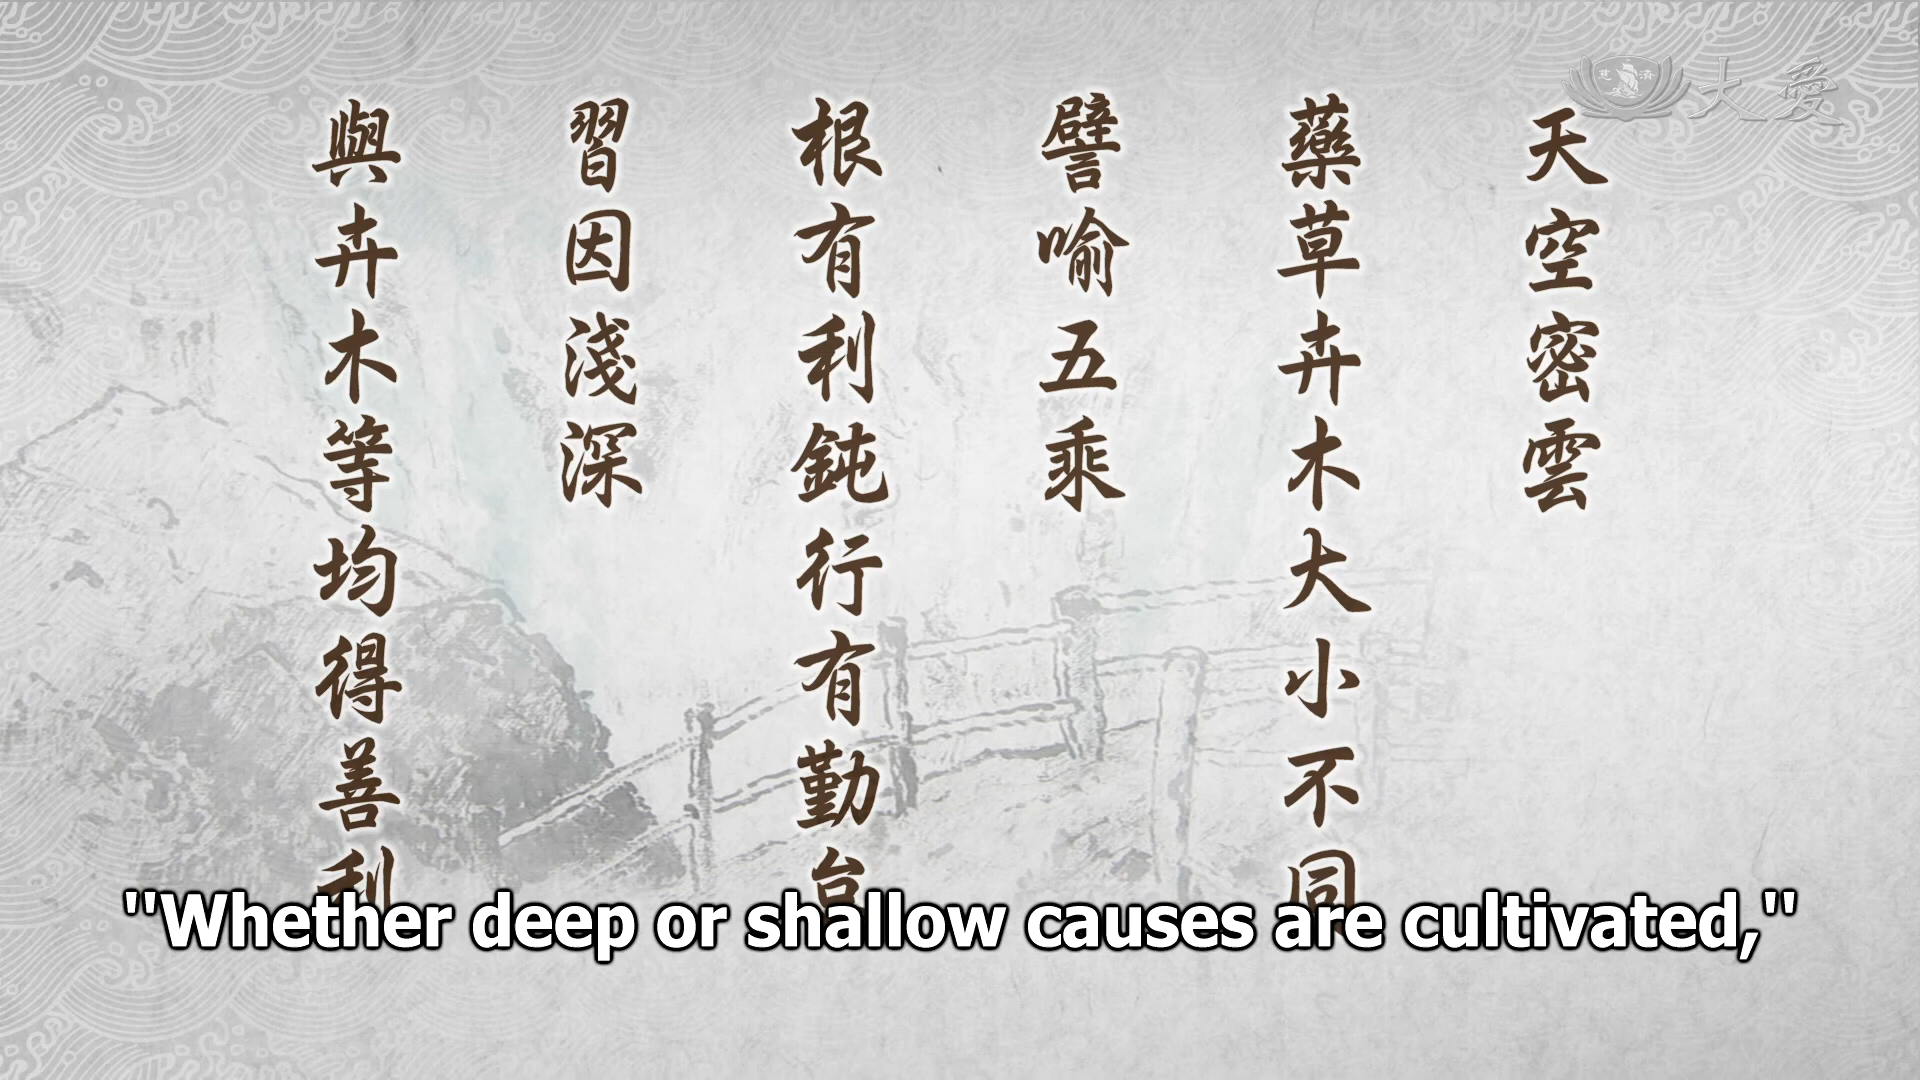 大愛
天空密雲
藥草卉木大小不同
譬喻五乘
根有利鈍行有勤
習因淺深
與卉木等均得善利
"Whether deep or shallow causes are cultivated,"